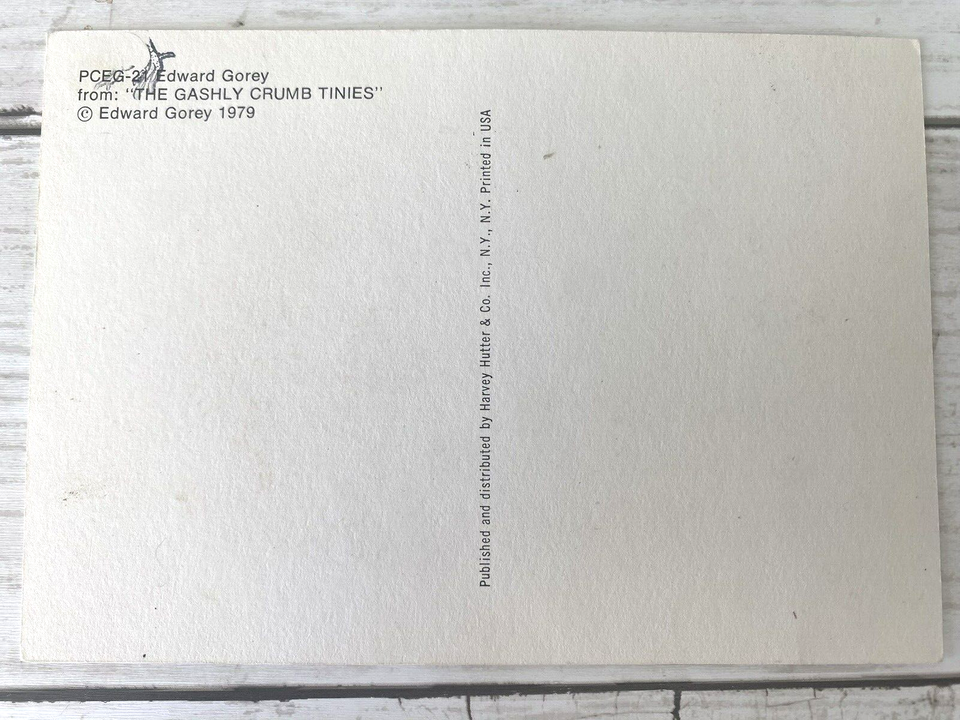 PCEG-21 Edward Gorey
from: "THE GASHLY CRUMB TINIES"
© Edward Gorey 1979
Published and distributed by Harvey Hutter & Co. Inc., N.Y., N.Y. Printed in USA